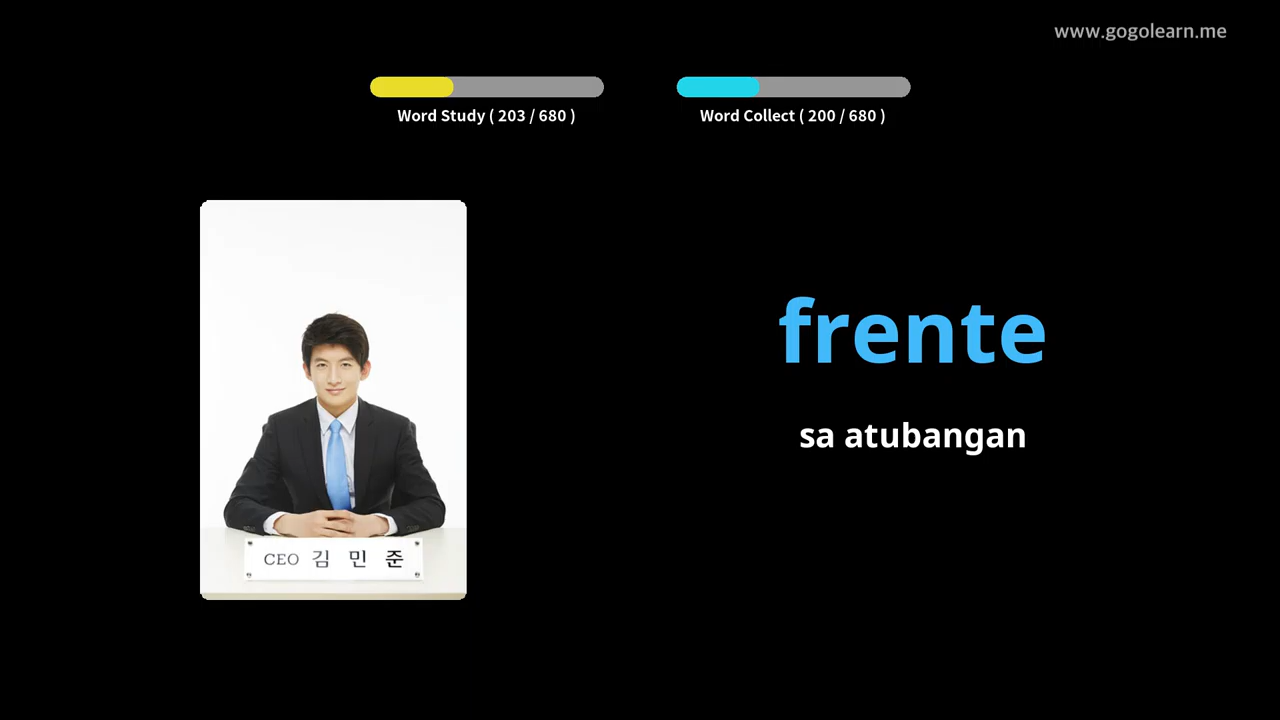 www.gogolearn.me
Word Study ( 203 / 680 )
Word Collect ( 200 / 680 )
frente
sa atubangan
CEO 김 민 준